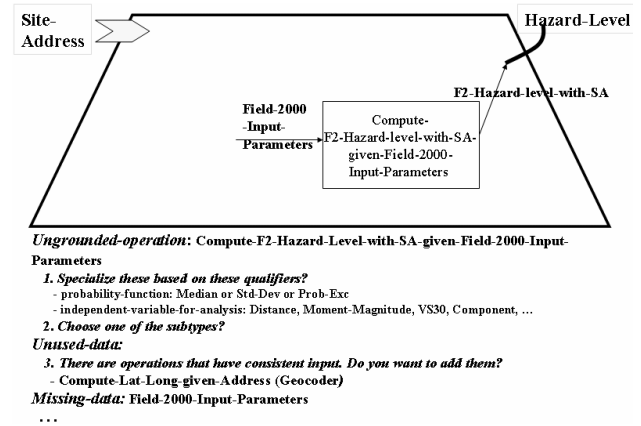 Site-
Address
Hazard-Level
F2-Hazard-level-with-SA
Field-2000
-Input-
Parameters
Compute-
F2-Hazard-level-with-SA-
given-Field-2000-
Input-Parameters
Ungrounded-operation: Compute-F2-Hazard-Level-with-SA-given-Field-2000-Input-
Parameters
1. Specialize these based on these qualifiers?
- probability-function: Median or Std-Dev or Prob-Exc
- independent-variable-for-analysis: Distance, Moment-Magnitude, VS30, Component, …
2. Choose one of the subtypes?
Unused-data:
3. There are operations that have consistent input. Do you want to add them?
- Compute-Lat-Long-given-Address (Geocoder)
Missing-data: Field-2000-Input-Parameters
…